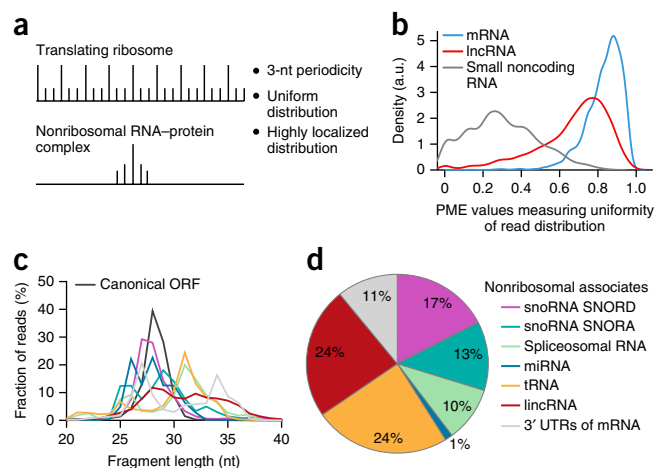 a
Translating ribosome
Nonribosomal RNA–protein
complex
• 3-nt periodicity
• Uniform
distribution
• Highly localized
distribution
b
mRNA
lncRNA
Small noncoding
RNA
Density (a.u.)
5
4
3
2
1
0
0 0.2 0.4 0.6 0.8 1.0
PME values measuring uniformity
of read distribution
c
Canonical ORF
Fraction of reads (%)
50
40
30
20
10
0
20 25 30 35 40
Fragment length (nt)
d
11%
17%
13%
10%
1%
24%
24%
Nonribosomal
associates
snoRNA SNORD
snoRNA SNORA
Spliceosomal RNA
miRNA
tRNA
lincRNA
3′ UTRs of mRNA